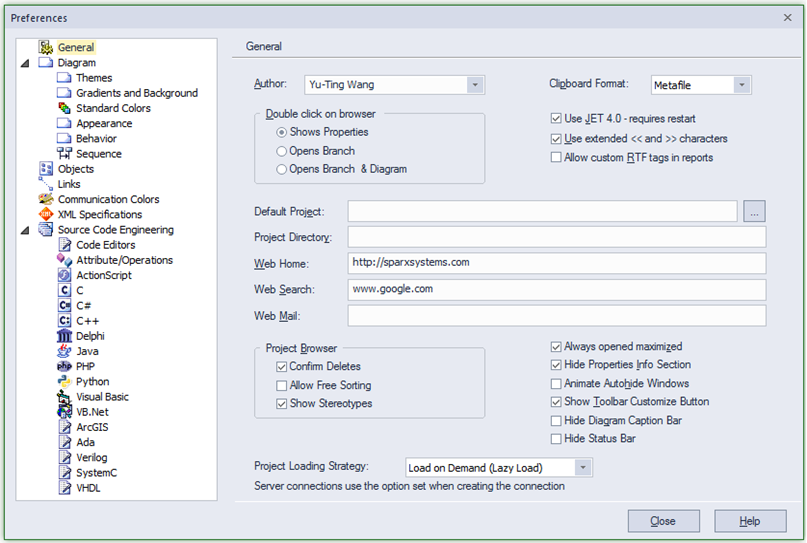 Preferences
General
Diagram
Themes
Gradients and Background
Standard Colors
Appearance
Behavior
Sequence
Objects
Links
Communication Colors
XML Specifications
Source Code Engineering
Code Editors
Attribute/Operations
ActionScript
C
C#
C++
Delphi
Java
PHP
Python
Visual Basic
VB.Net
ArcGIS
Ada
Verilog
SystemC
VHDL
General
Author: Yu-Ting Wang
Clipboard Format: Metafile
Double click on browser
Shows Properties
Opens Branch
Opens Branch & Diagram
Use JET 4.0 - requires restart
Use extended << and >> characters
Allow custom RTF tags in reports
Default Project: ...
Project Directory:
Web Home: http://sparxsystems.com
Web Search: www.google.com
Web Mail:
Project Browser
Confirm Deletes
Allow Free Sorting
Show Stereotypes
Always opened maximized
Hide Properties Info Section
Animate Autohide Windows
Show Toolbar Customize Button
Hide Diagram Caption Bar
Hide Status Bar
Project Loading Strategy: Load on Demand (Lazy Load)
Server connections use the option set when creating the connection
Close Help